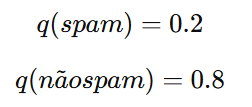 q(spam) = 0.2
q(nãospam) = 0.8